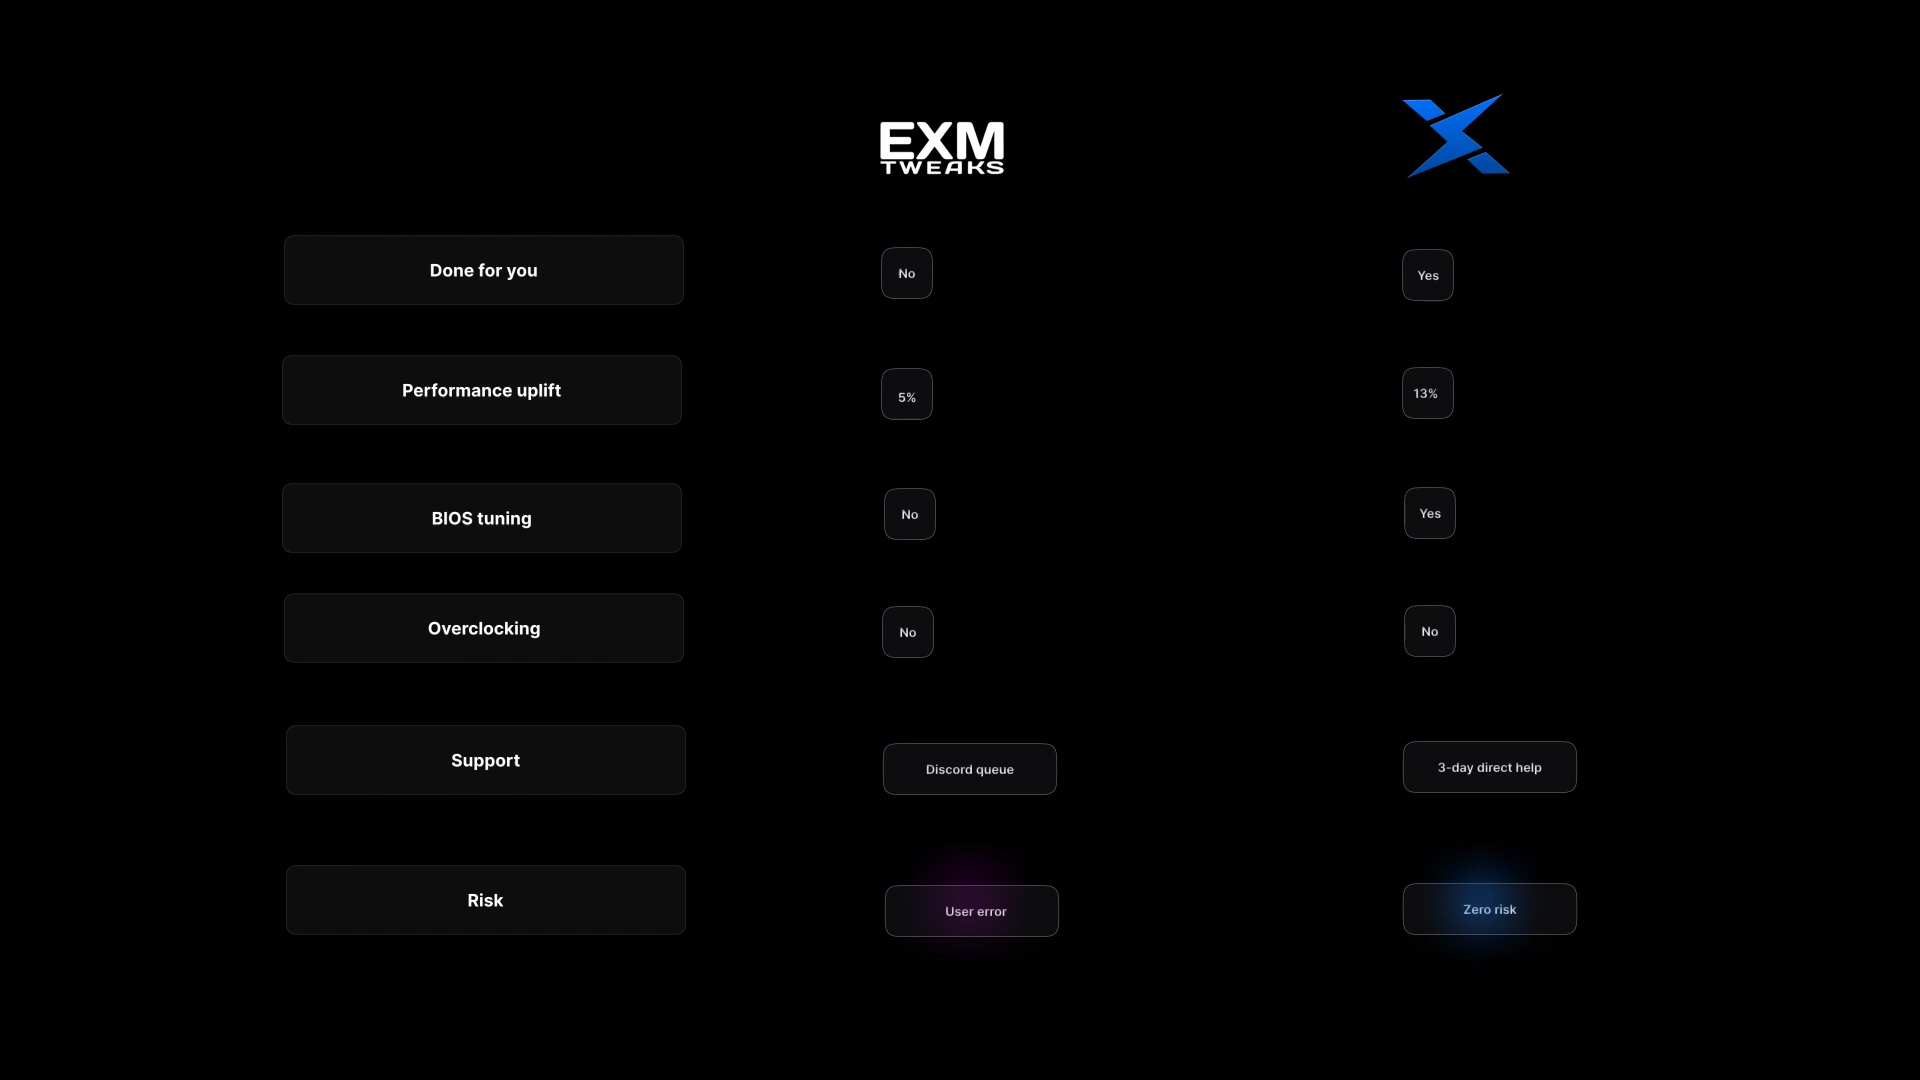 EXM
TWEAKS
Done for you
No
Yes
Performance uplift
5%
13%
BIOS tuning
No
Yes
Overclocking
No
No
Support
Discord queue
3-day direct help
Risk
User error
Zero risk